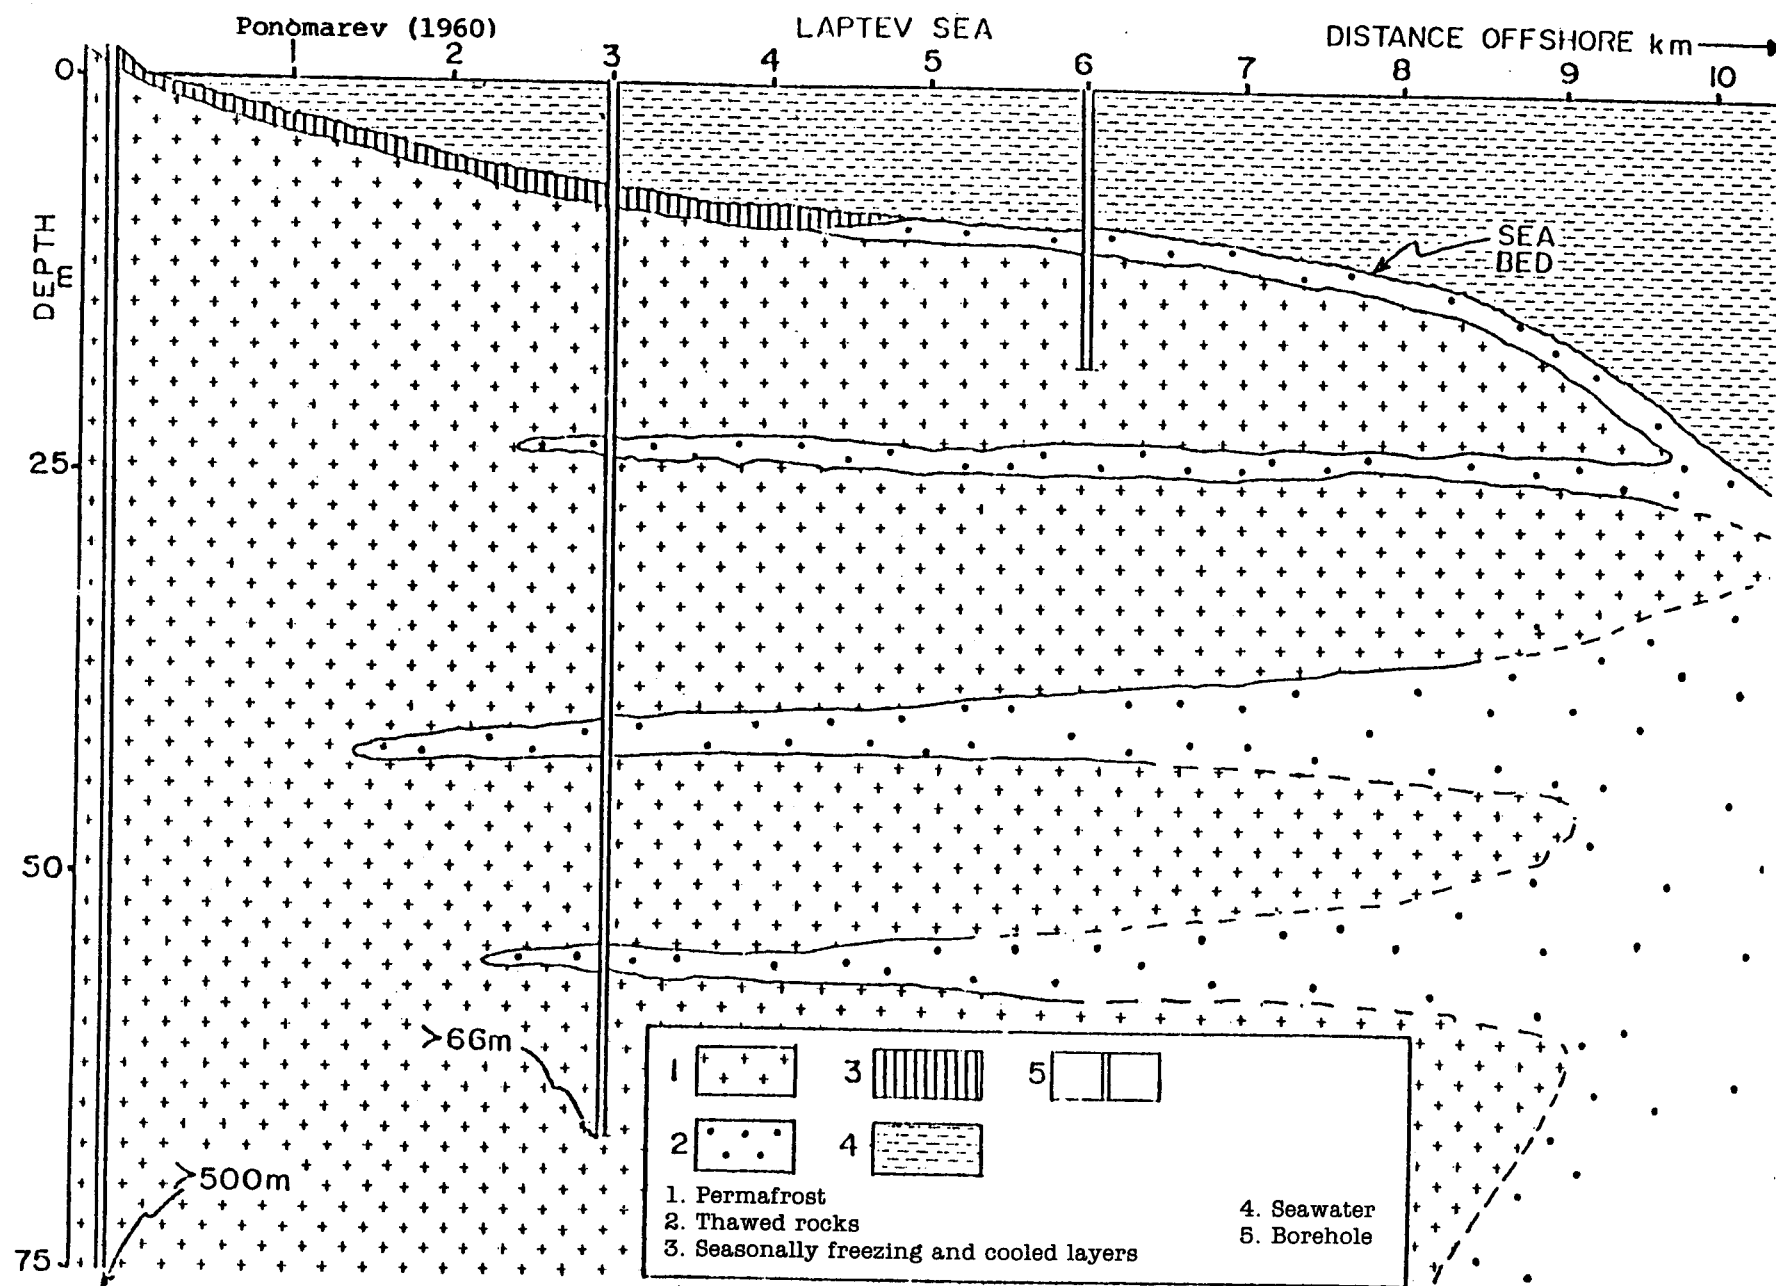 Ponomarev (1960)
LAPTEV SEA
DISTANCE OFFSHORE km
1 2 3 4 5 6 7 8 9 10
0
25
50
75
DEPTH
m
SEA
BED
>66m
>500m
1
3
5
2
4
1. Permafrost
2. Thawed rocks
3. Seasonally freezing and cooled layers
4. Seawater
5. Borehole